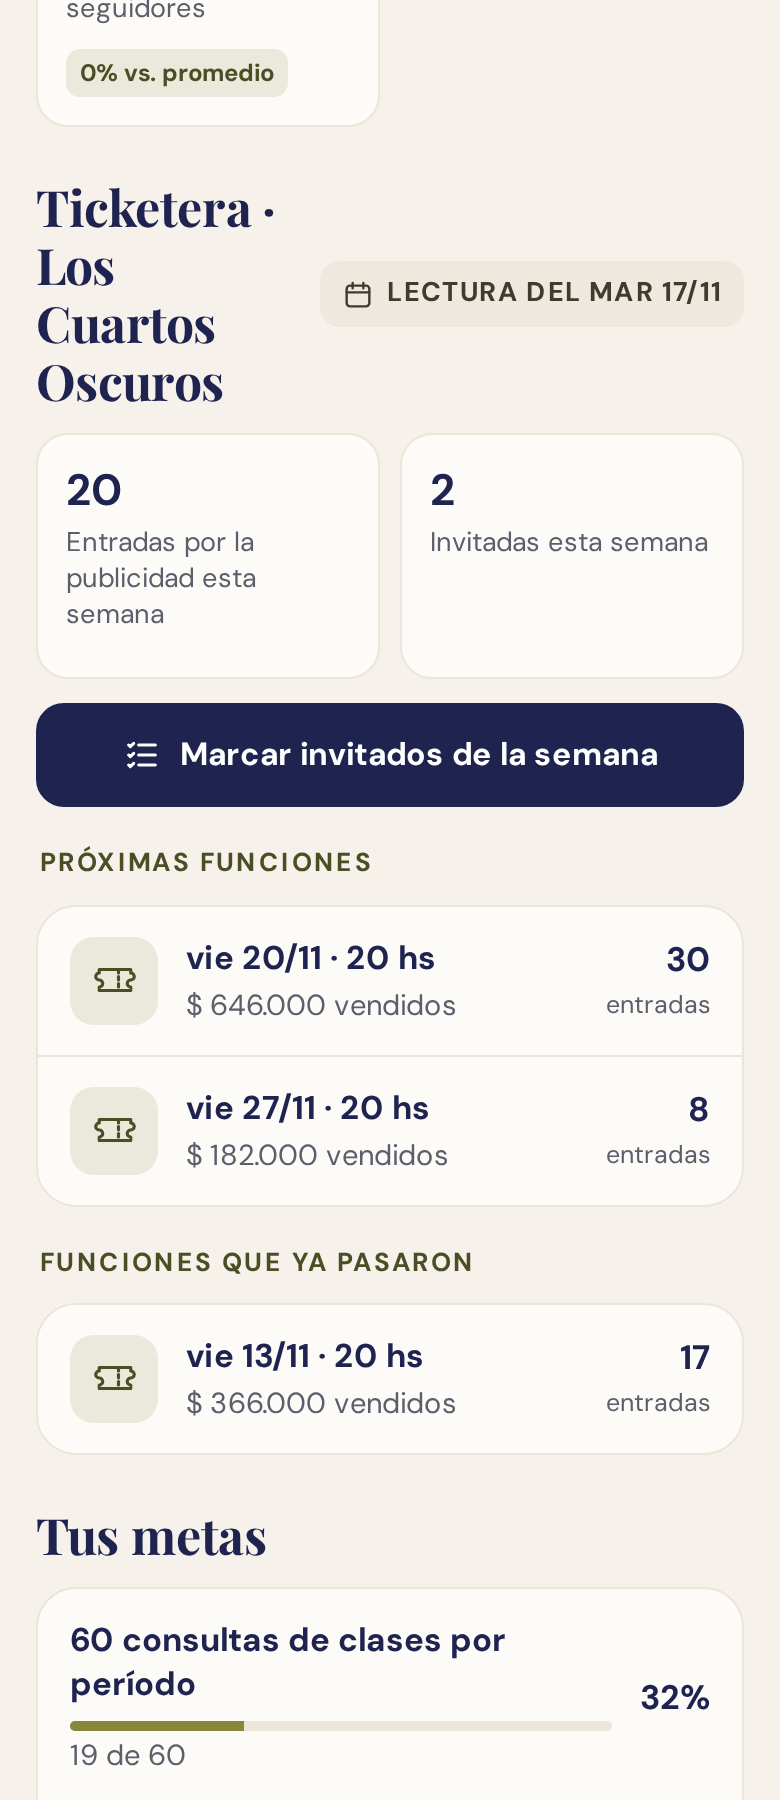 seguidores
0% vs. promedio
Ticketera ·
Los
Cuartos
Oscuros
LECTURA DEL MAR 17/11
20
Entradas por la
publicidad esta
semana
2
Invitadas esta semana
Marcar invitados de la semana
PRÓXIMAS FUNCIONES
vie 20/11 · 20 hs
$ 646.000 vendidos
30
entradas
vie 27/11 · 20 hs
$ 182.000 vendidos
8
entradas
FUNCIONES QUE YA PASARON
vie 13/11 · 20 hs
$ 366.000 vendidos
17
entradas
Tus metas
60 consultas de clases por
período
32%
19 de 60